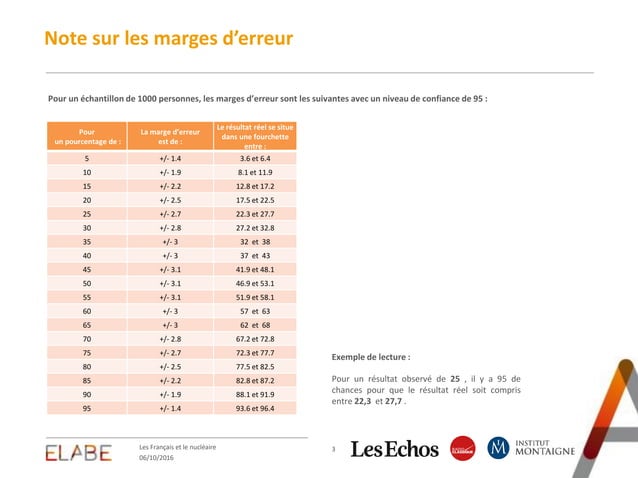 Note sur les marges d’erreur
Pour un échantillon de 1000 personnes, les marges d’erreur sont les suivantes avec un niveau de confiance de 95 :
Pour
un pourcentage de :
La marge d’erreur
est de :
Le résultat réel se situe
dans une fourchette
entre :
5 +/- 1.4 3.6 et 6.4
10 +/- 1.9 8.1 et 11.9
15 +/- 2.2 12.8 et 17.2
20 +/- 2.5 17.5 et 22.5
25 +/- 2.7 22.3 et 27.7
30 +/- 2.8 27.2 et 32.8
35 +/- 3 32 et 38
40 +/- 3 37 et 43
45 +/- 3.1 41.9 et 48.1
50 +/- 3.1 46.9 et 53.1
55 +/- 3.1 51.9 et 58.1
60 +/- 3 57 et 63
65 +/- 3 62 et 68
70 +/- 2.8 67.2 et 72.8
75 +/- 2.7 72.3 et 77.7
80 +/- 2.5 77.5 et 82.5
85 +/- 2.2 82.8 et 87.2
90 +/- 1.9 88.1 et 91.9
95 +/- 1.4 93.6 et 96.4
Exemple de lecture :
Pour un résultat observé de 25 , il y a 95 de
chances pour que le résultat réel soit compris
entre 22,3 et 27,7 .
ELABE
Les Français et le nucléaire
06/10/2016
3
LesEchos
CLASSIQUE
INSTITUT
MONTAIGNE